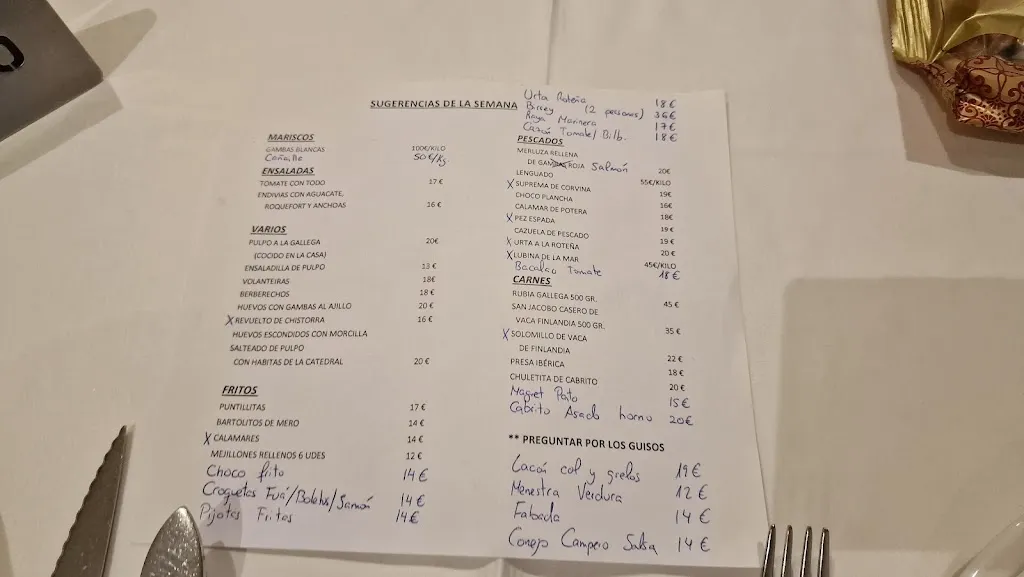 SUGERENCIAS DE LA SEMANA
MARISCOS
GAMBAS BLANCAS 100€/KILO
Cañaílla 50€/Kg.
ENSALADAS
TOMATE CON TODO 17 €
ENDIVIAS CON AGUACATE,
ROQUEFORT Y ANCHOAS 16 €
VARIOS
PULPO A LA GALLEGA 20€
(COCIDO EN LA CASA)
ENSALADILLA DE PULPO 13 €
VOLANTEIRAS 18€
BERBERECHOS 18 €
HUEVOS CON GAMBAS AL AJILLO 20 €
X REVUELTO DE CHISTORRA 16 €
HUEVOS ESCONDIDOS CON MORCILLA
SALTEADO DE PULPO
CON HABITAS DE LA CATEDRAL 20 €
FRITOS
PUNTILLITAS 17 €
BARTOLITOS DE MERO 14 €
X CALAMARES 14 €
MEJILLONES RELLENOS 6 UDES 12 €
Choco frito 14 €
Croquetas Fuá/Boletus/Jamón 14 €
Pijotas Fritas 14€
Urta Roteña 18 €
(2 personas) 36€
Raya Marinera 17 €
Cazón Tomate/Bilb. 18 €
PESCADOS
MERLUZA RELLENA
DE GAMBAS ROJA Salmón 20€
LENGUADO 55€/KILO
X SUPREMA DE CORVINA 19€
CHOCO PLANCHA 16€
CALAMAR DE POTERA 18€
X PEZ ESPADA 19 €
CAZUELA DE PESCADO 19 €
X URTA A LA ROTEÑA 20 €
X LUBINA DE LA MAR 45€/KILO
Bacalao Tomate 18 €
CARNES
RUBIA GALLEGA 500 GR. 45 €
SAN JACOBO CASERO DE
VACA FINLANDIA 500 GR. 35 €
X SOLOMILLO DE VACA
DE FINLANDIA 22 €
PRESA IBÉRICA 18 €
CHULETITA DE CABRITO 20 €
Magret Pato 15 €
Cabrito Asado horno 20€
** PREGUNTAR POR LOS GUISOS
Lacón col y grelos 19€
Menestra Verdura 12 €
Fabada 14 €
Conejo Campero Salsa 14 €